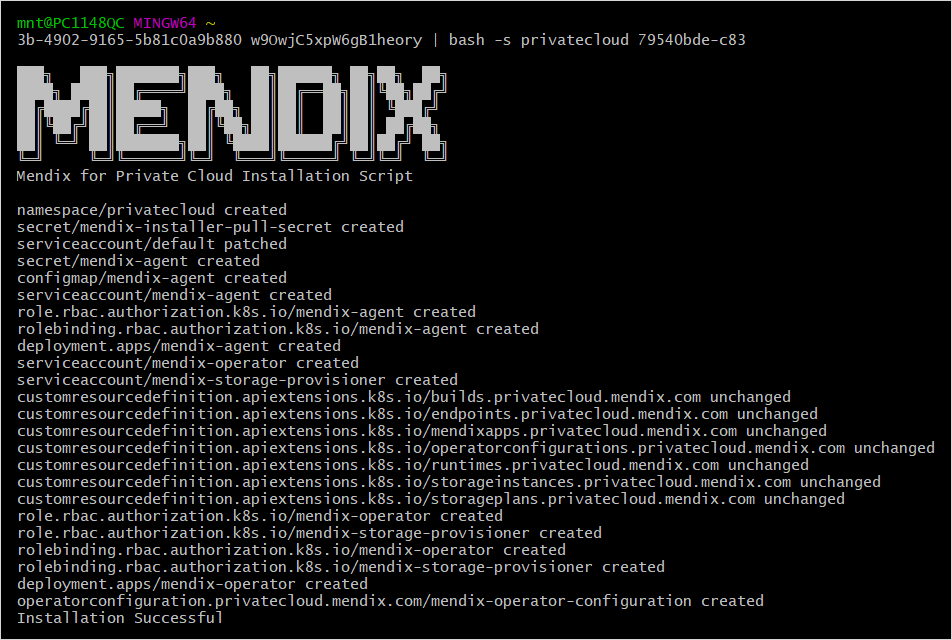 mnt@PC1148QC MINGW64 ~
3b-4902-9165-5b81c0a9b880 w9OwjC5xpW6gB1heory | bash -s privatecloud 79540bde-c83
MENDIX
Mendix for Private Cloud Installation Script
namespace/privatecloud created
secret/mendix-installer-pull-secret created
serviceaccount/default patched
secret/mendix-agent created
configmap/mendix-agent created
serviceaccount/mendix-agent created
role.rbac.authorization.k8s.io/mendix-agent created
rolebinding.rbac.authorization.k8s.io/mendix-agent created
deployment.apps/mendix-agent created
serviceaccount/mendix-operator created
serviceaccount/mendix-storage-provisioner created
customresourcedefinition.apiextensions.k8s.io/builds.privatecloud.mendix.com unchanged
customresourcedefinition.apiextensions.k8s.io/endpoints.privatecloud.mendix.com unchanged
customresourcedefinition.apiextensions.k8s.io/mendixapps.privatecloud.mendix.com unchanged
customresourcedefinition.apiextensions.k8s.io/operatorconfigurations.privatecloud.mendix.com unchanged
customresourcedefinition.apiextensions.k8s.io/runtimes.privatecloud.mendix.com unchanged
customresourcedefinition.apiextensions.k8s.io/storageinstances.privatecloud.mendix.com unchanged
customresourcedefinition.apiextensions.k8s.io/storageplans.privatecloud.mendix.com unchanged
role.rbac.authorization.k8s.io/mendix-operator created
role.rbac.authorization.k8s.io/mendix-storage-provisioner created
rolebinding.rbac.authorization.k8s.io/mendix-operator created
rolebinding.rbac.authorization.k8s.io/mendix-storage-provisioner created
deployment.apps/mendix-operator created
operatorconfiguration.privatecloud.mendix.com/mendix-operator-configuration created
Installation Successful